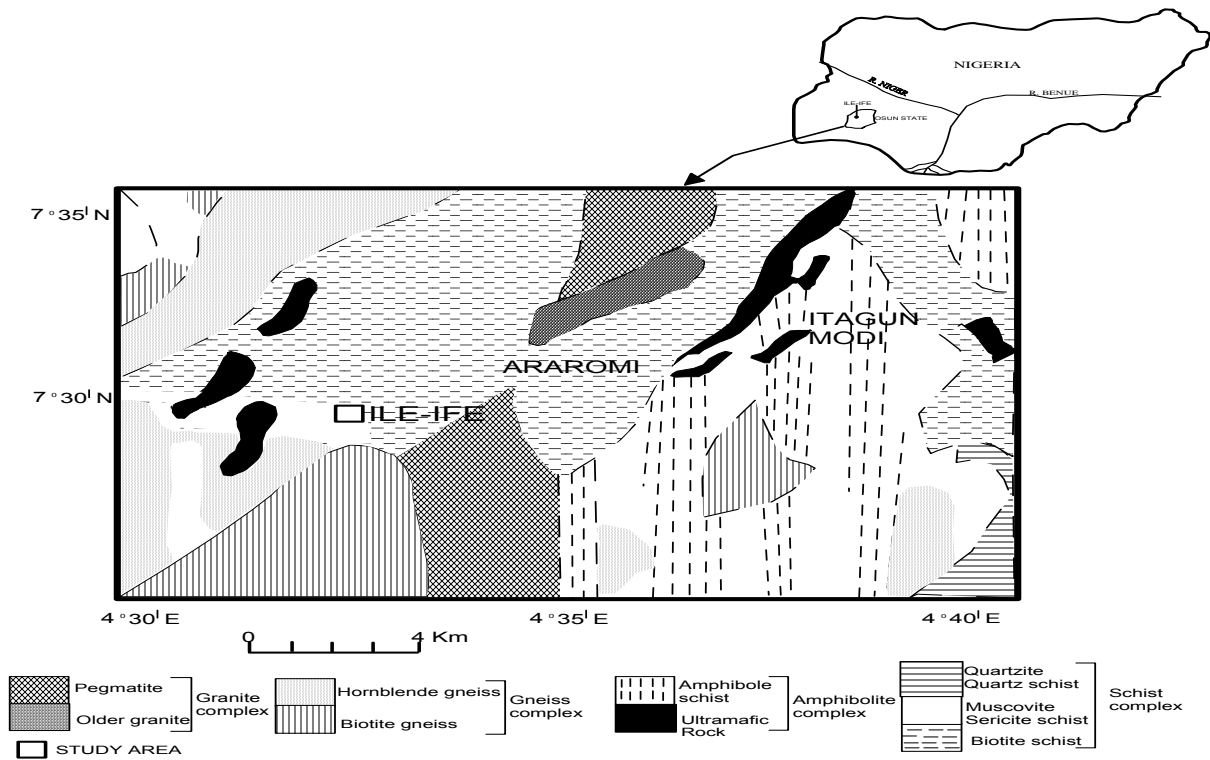 NIGERIA
R. NIGER
R. BENUE
ILE-IFE
OSUN STATE
7°35' N
ITAGUN
MODI
ARAROMI
7°30' N
ILE-IFE
4°30' E
4°35' E
4°40' E
0 4 Km
Pegmatite
Older granite
Granite
complex
Hornblende gneiss
Biotite gneiss
Gneiss
complex
Amphibole
schist
Ultramafic
Rock
Amphibolite
complex
Quartzite
Quartz schist
Muscovite
Sericite schist
Biotite schist
Schist
complex
STUDY AREA